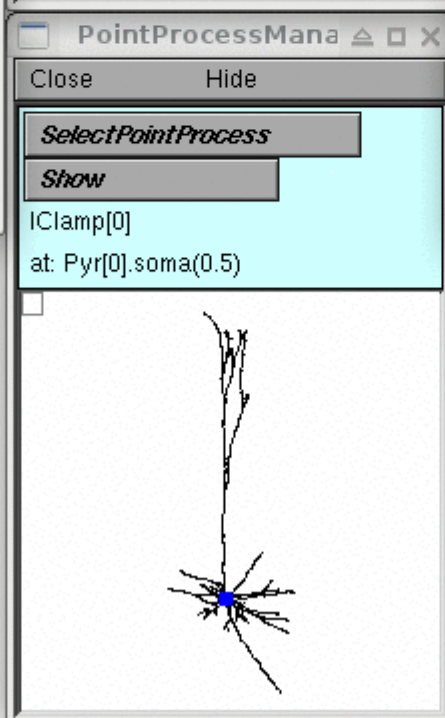 PointProcessMana
Close Hide
SelectPointProcess
Show
IClamp[0]
at: Pyr[0].soma(0.5)